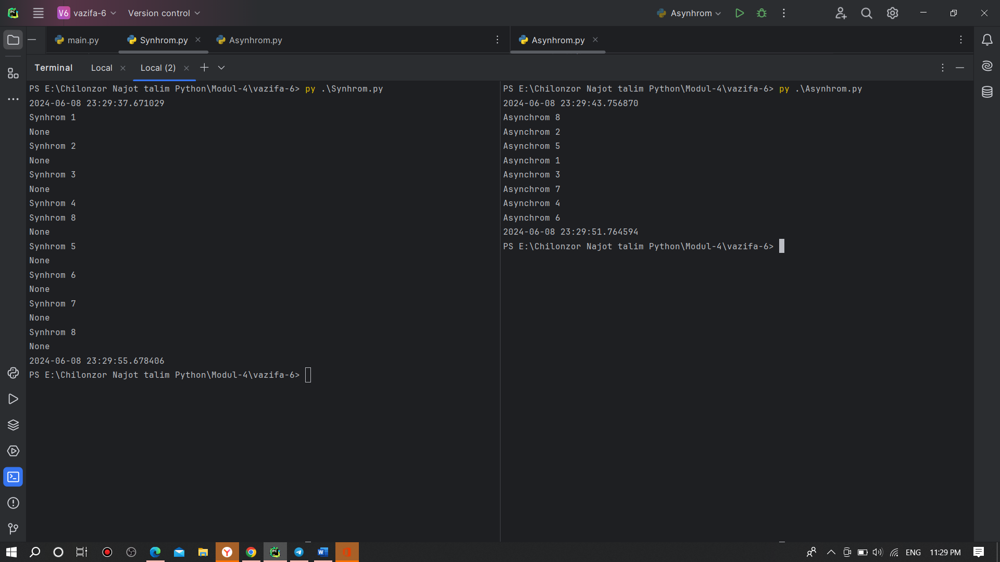 V6 vazifa-6 Version control Asynhrom
main.py Synhrom.py Asynhrom.py Asynhrom.py
Terminal Local Local (2)
PS E:\Chilonzor Najot talim Python\Modul-4\vazifa-6> py .\Synhrom.py
2024-06-08 23:29:37.671029
Synhrom 1
None
Synhrom 2
None
Synhrom 3
None
Synhrom 4
Synhrom 8
None
Synhrom 5
None
Synhrom 6
None
Synhrom 7
None
Synhrom 8
None
2024-06-08 23:29:55.678406
PS E:\Chilonzor Najot talim Python\Modul-4\vazifa-6>
PS E:\Chilonzor Najot talim Python\Modul-4\vazifa-6> py .\Asynhrom.py
2024-06-08 23:29:43.756870
Asynchrom 8
Asynchrom 2
Asynchrom 5
Asynchrom 1
Asynchrom 3
Asynchrom 7
Asynchrom 4
Asynchrom 6
2024-06-08 23:29:51.764594
PS E:\Chilonzor Najot talim Python\Modul-4\vazifa-6>
ENG 11:29 PM